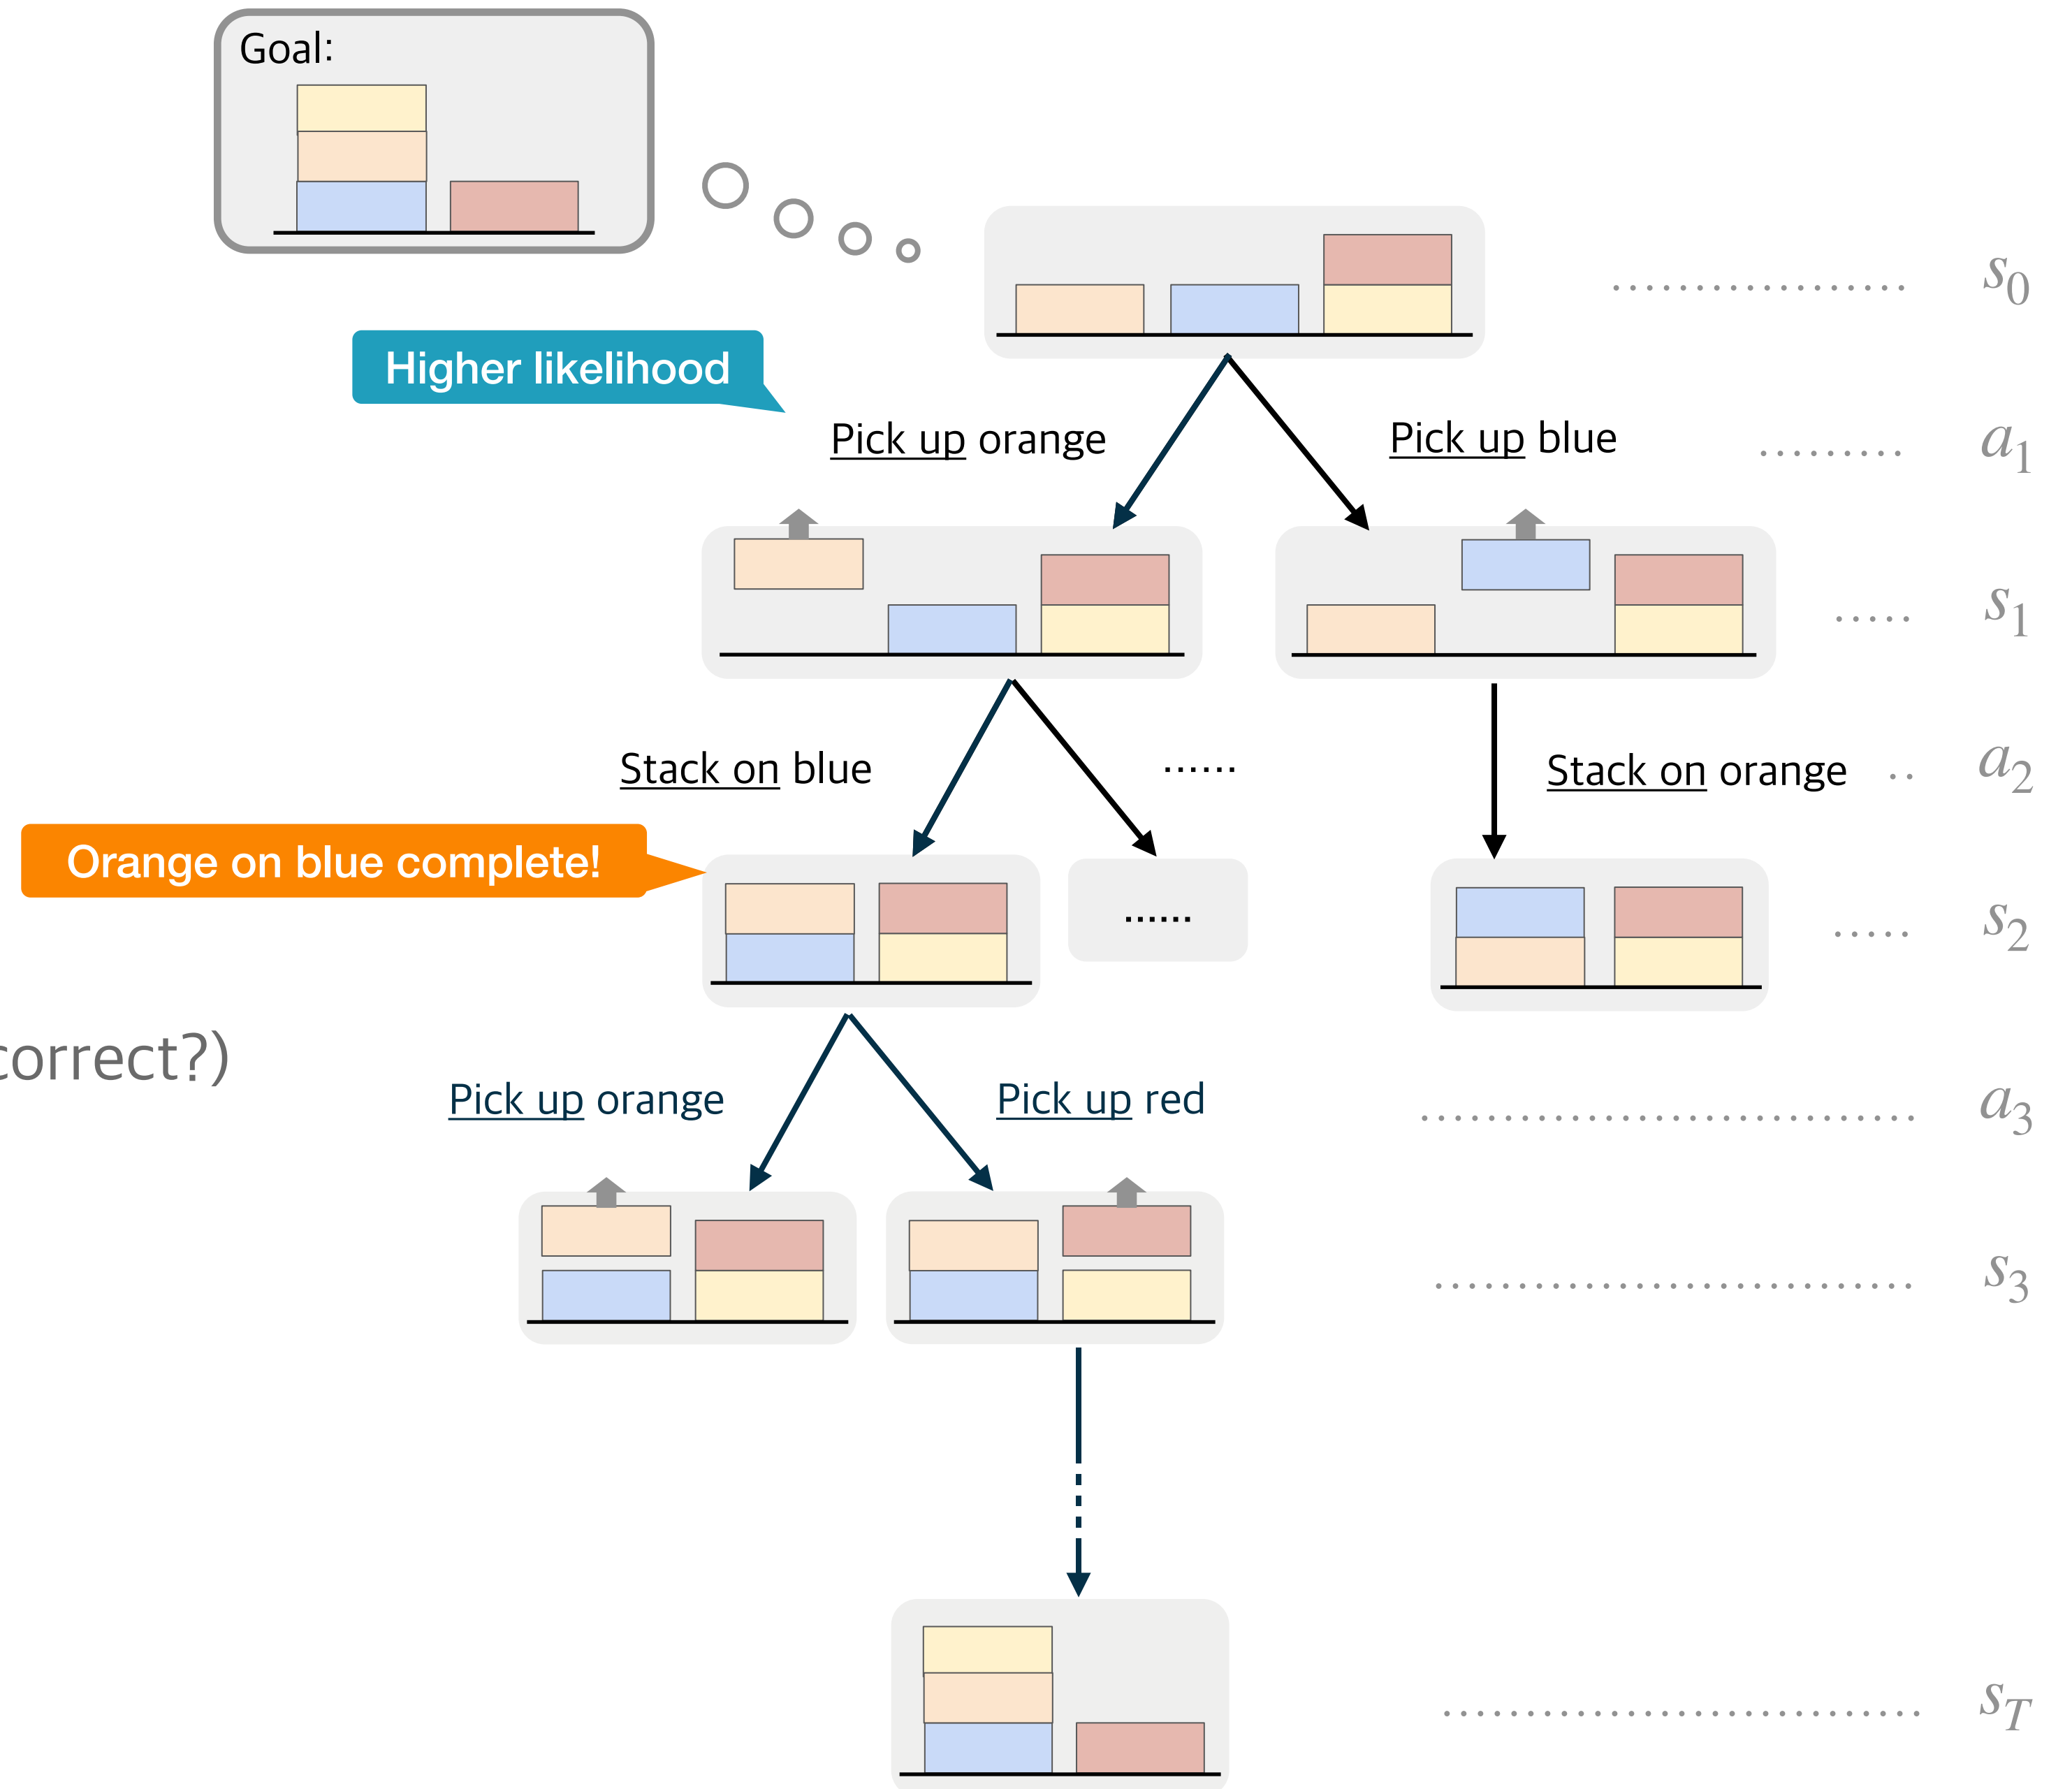 Goal:
s0
Higher likelihood
Pick up orange
Pick up blue
a1
s1
Stack on blue
......
Stack on orange
a2
Orange on blue complete!
......
s2
correct?)
Pick up orange
Pick up red
a3
s3
sT